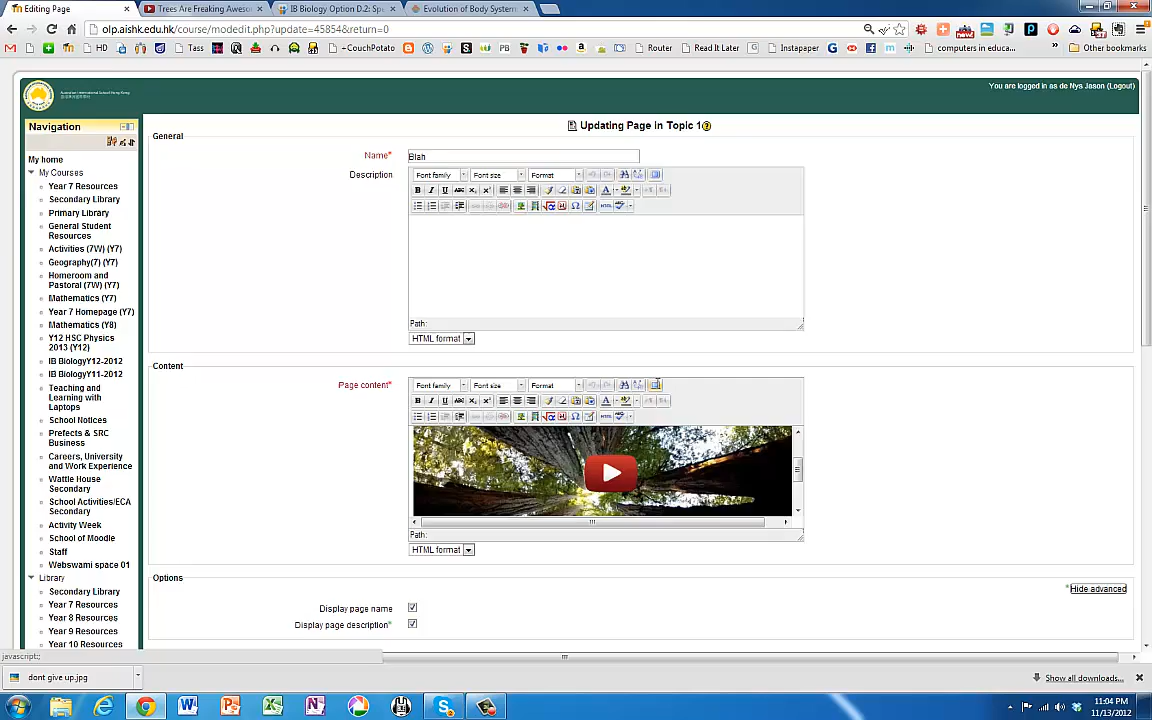 Editing Page
Trees Are Freaking Aweso
IB Biology Option D.2: Spe
Evolution of Body System
olp.aishk.edu.hk/course/modedit.php?update=45854&return=0
HD
Tass
+CouchPotato
PB
Router
Read It Later
Instapaper
computers in educa...
Other bookmarks
Australian International School Hong Kong
You are logged in as de Nys Jason (Logout)
Navigation
My home
My Courses
Year 7 Resources
Secondary Library
Primary Library
General Student
Resources
Activities (7W) (Y7)
Geography(7) (Y7)
Homeroom and
Pastoral (7W) (Y7)
Mathematics (Y7)
Year 7 Homepage (Y7)
Mathematics (Y8)
Y12 HSC Physics
2013 (Y12)
IB BiologyY12-2012
IB BiologyY11-2012
Teaching and
Learning with
Laptops
School Notices
Prefects & SRC
Business
Careers, University
and Work Experience
Wattle House
Secondary
School Activities/ECA
Secondary
Activity Week
School of Moodle
Staff
Webswami space 01
Library
Secondary Library
Year 7 Resources
Year 8 Resources
Year 9 Resources
Year 10 Resources
Updating Page in Topic 1
General
Name*
Blah
Description
Font family
Font size
Format
Path:
HTML format
Content
Page content*
Font family
Font size
Format
Path:
HTML format
Options
*Hide advanced
Display page name
Display page description*
javascript:;
dont give up.jpg
Show all downloads...
11:04 PM
11/13/2012